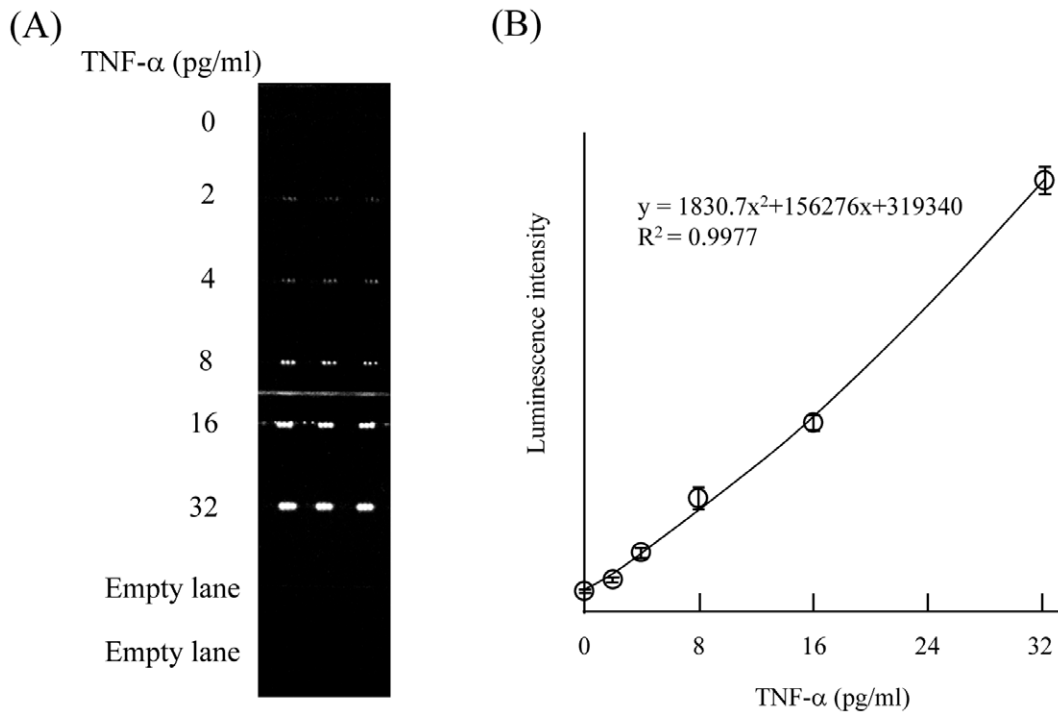 (A)
TNF-α (pg/ml)
0
2
4
8
16
32
Empty lane
Empty lane
(B)
y = 1830.7x²+156276x+319340
R² = 0.9977
Luminescence intensity
0 8 16 24 32
TNF-α (pg/ml)